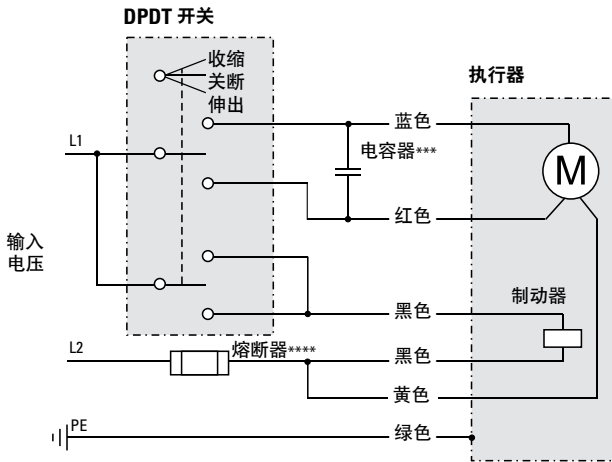 DPDT 开关
收缩
关断
伸出
执行器
L1
蓝色
电容器***
M
红色
输入
电压
制动器
黑色
L2
熔断器****
黑色
黄色
PE
绿色